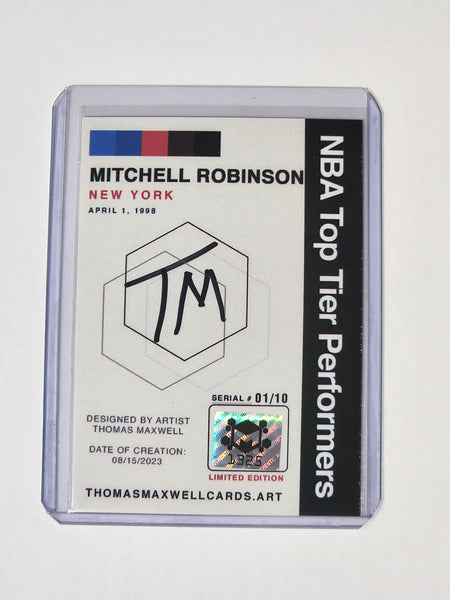 MITCHELL ROBINSON
NEW YORK
APRIL 1, 1998
NBA Top Tier Performers
TM
SERIAL # 01/10
DESIGNED BY ARTIST
THOMAS MAXWELL
DATE OF CREATION:
08/15/2023
4325
LIMITED EDITION
THOMASMAXWELLCARDS.ART